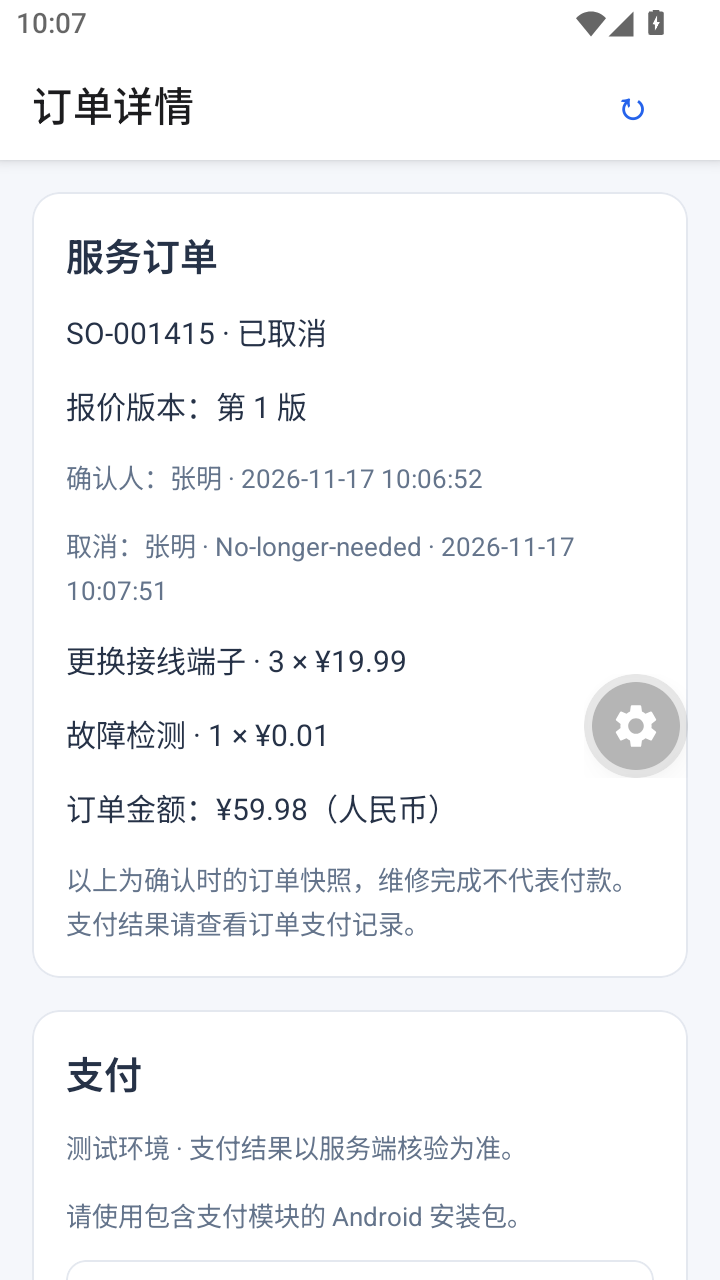 10:07
订单详情
服务订单
SO-001415 · 已取消
报价版本：第 1 版
确认人：张明 · 2026-11-17 10:06:52
取消：张明 · No-longer-needed · 2026-11-17
10:07:51
更换接线端子 · 3 × ¥19.99
故障检测 · 1 × ¥0.01
订单金额：¥59.98（人民币）
以上为确认时的订单快照，维修完成不代表付款。
支付结果请查看订单支付记录。
支付
测试环境 · 支付结果以服务端核验为准。
请使用包含支付模块的 Android 安装包。